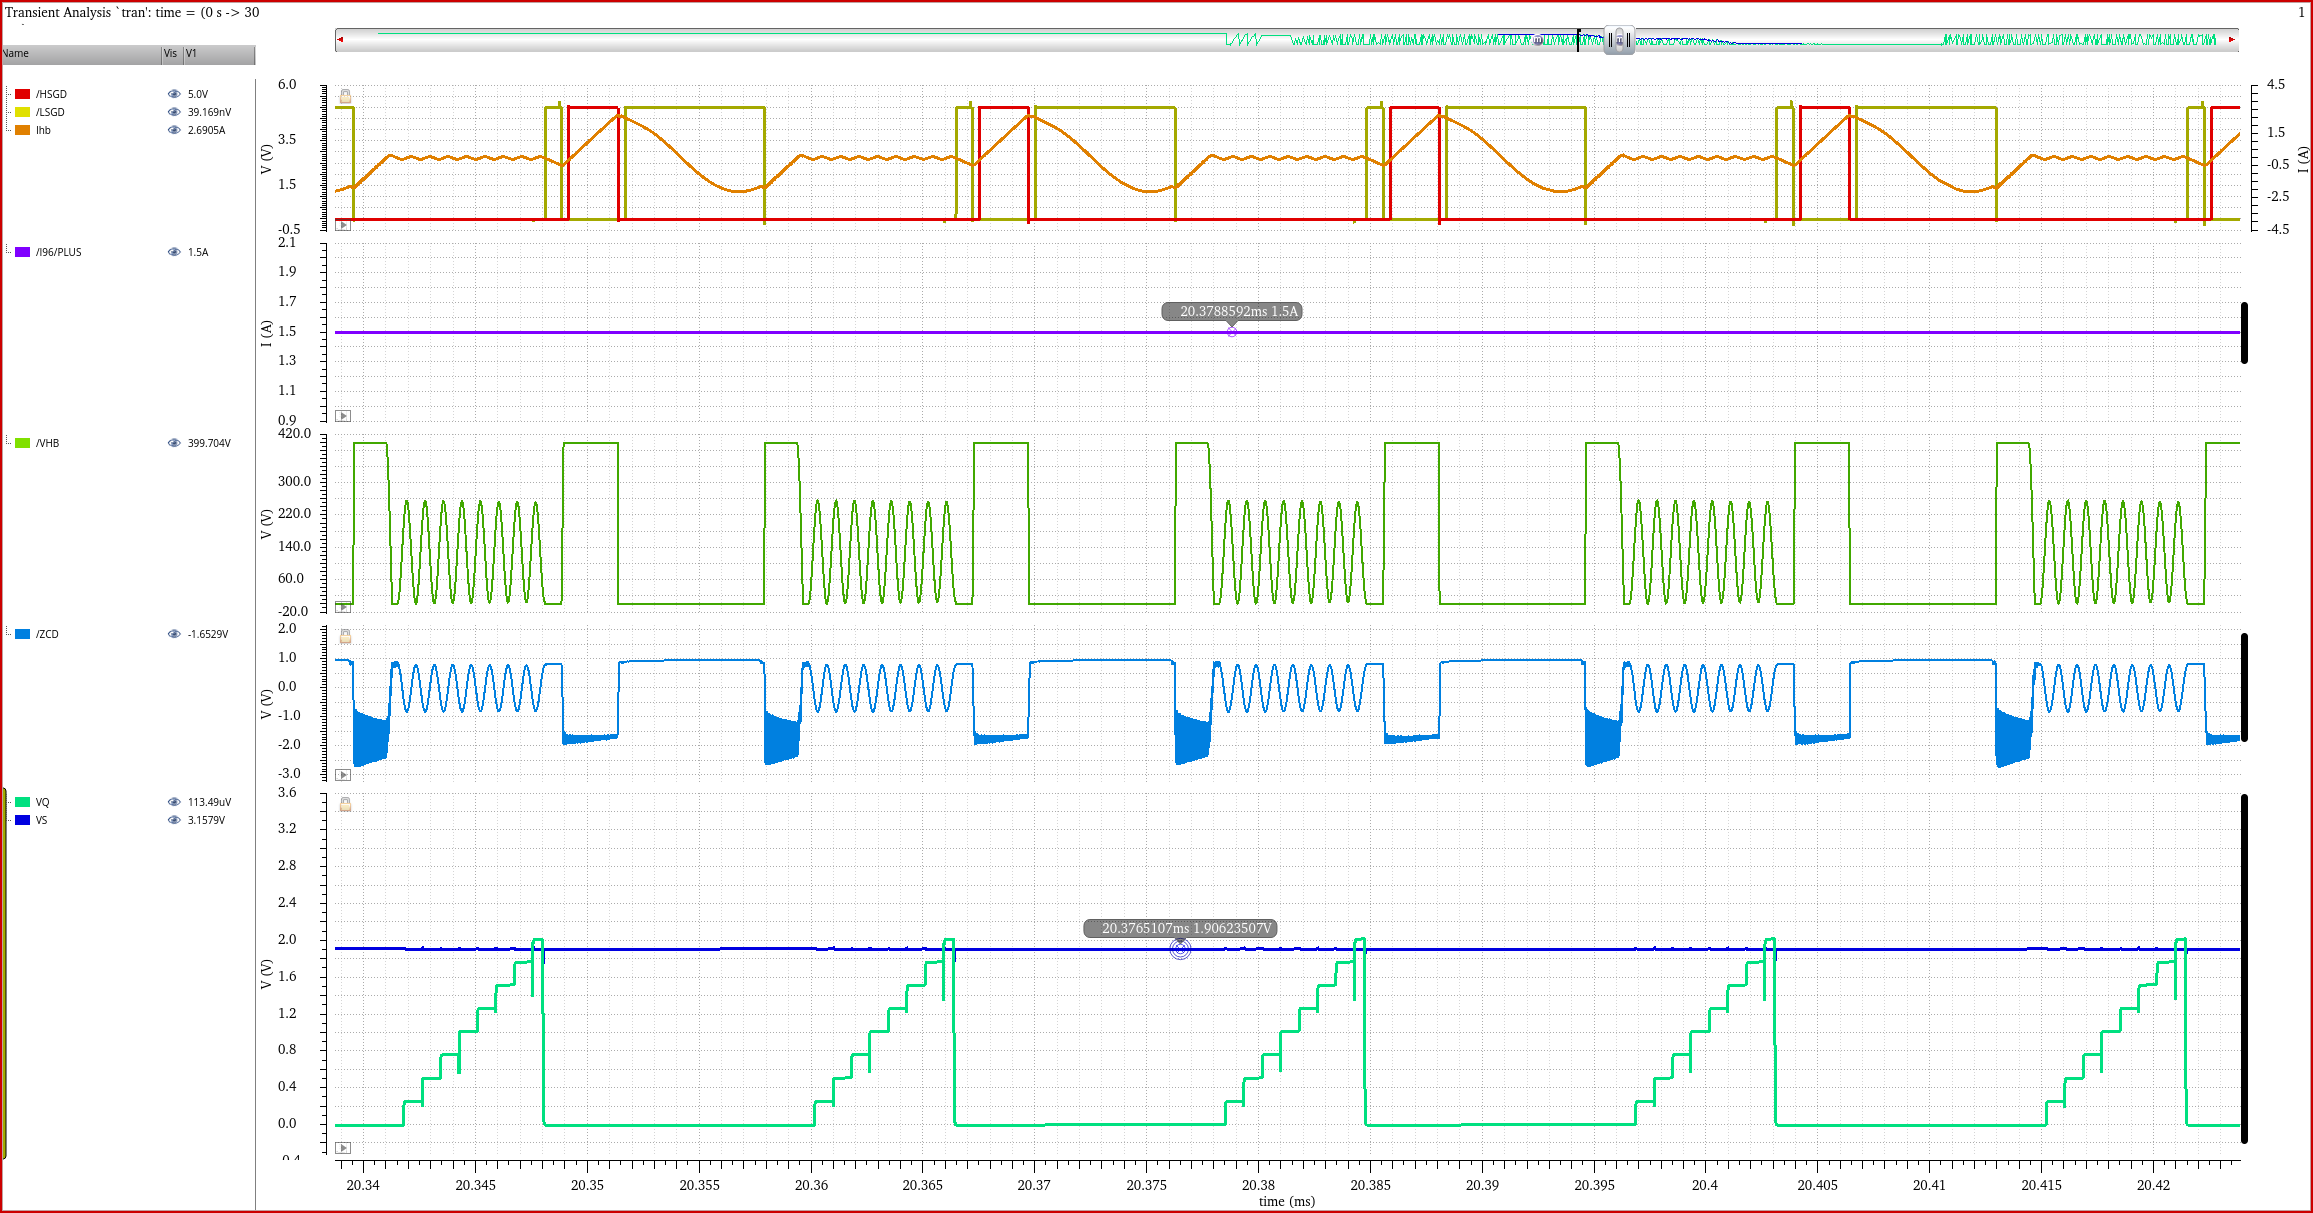 Transient Analysis `tran': time = (0 s -> 30
1
Name Vis V1
/HSGD 5.0V
/LSGD 39.169nV
Ihb 2.6905A
6.0
3.5
1.5
-0.5
V (V)
4.5
1.5
-0.5
-2.5
-4.5
I (A)
/I96/PLUS 1.5A
2.1
1.9
1.7
1.5
1.3
1.1
0.9
I (A)
20.3788592ms 1.5A
/VHB 399.704V
420.0
300.0
220.0
140.0
60.0
-20.0
V (V)
/ZCD -1.6529V
2.0
1.0
0.0
-1.0
-2.0
-3.0
V (V)
VQ 113.49uV
VS 3.1579V
3.6
3.2
2.8
2.4
2.0
1.6
1.2
0.8
0.4
0.0
V (V)
20.3765107ms 1.90623507V
20.34 20.345 20.35 20.355 20.36 20.365 20.37 20.375 20.38 20.385 20.39 20.395 20.4 20.405 20.41 20.415 20.42
time (ms)